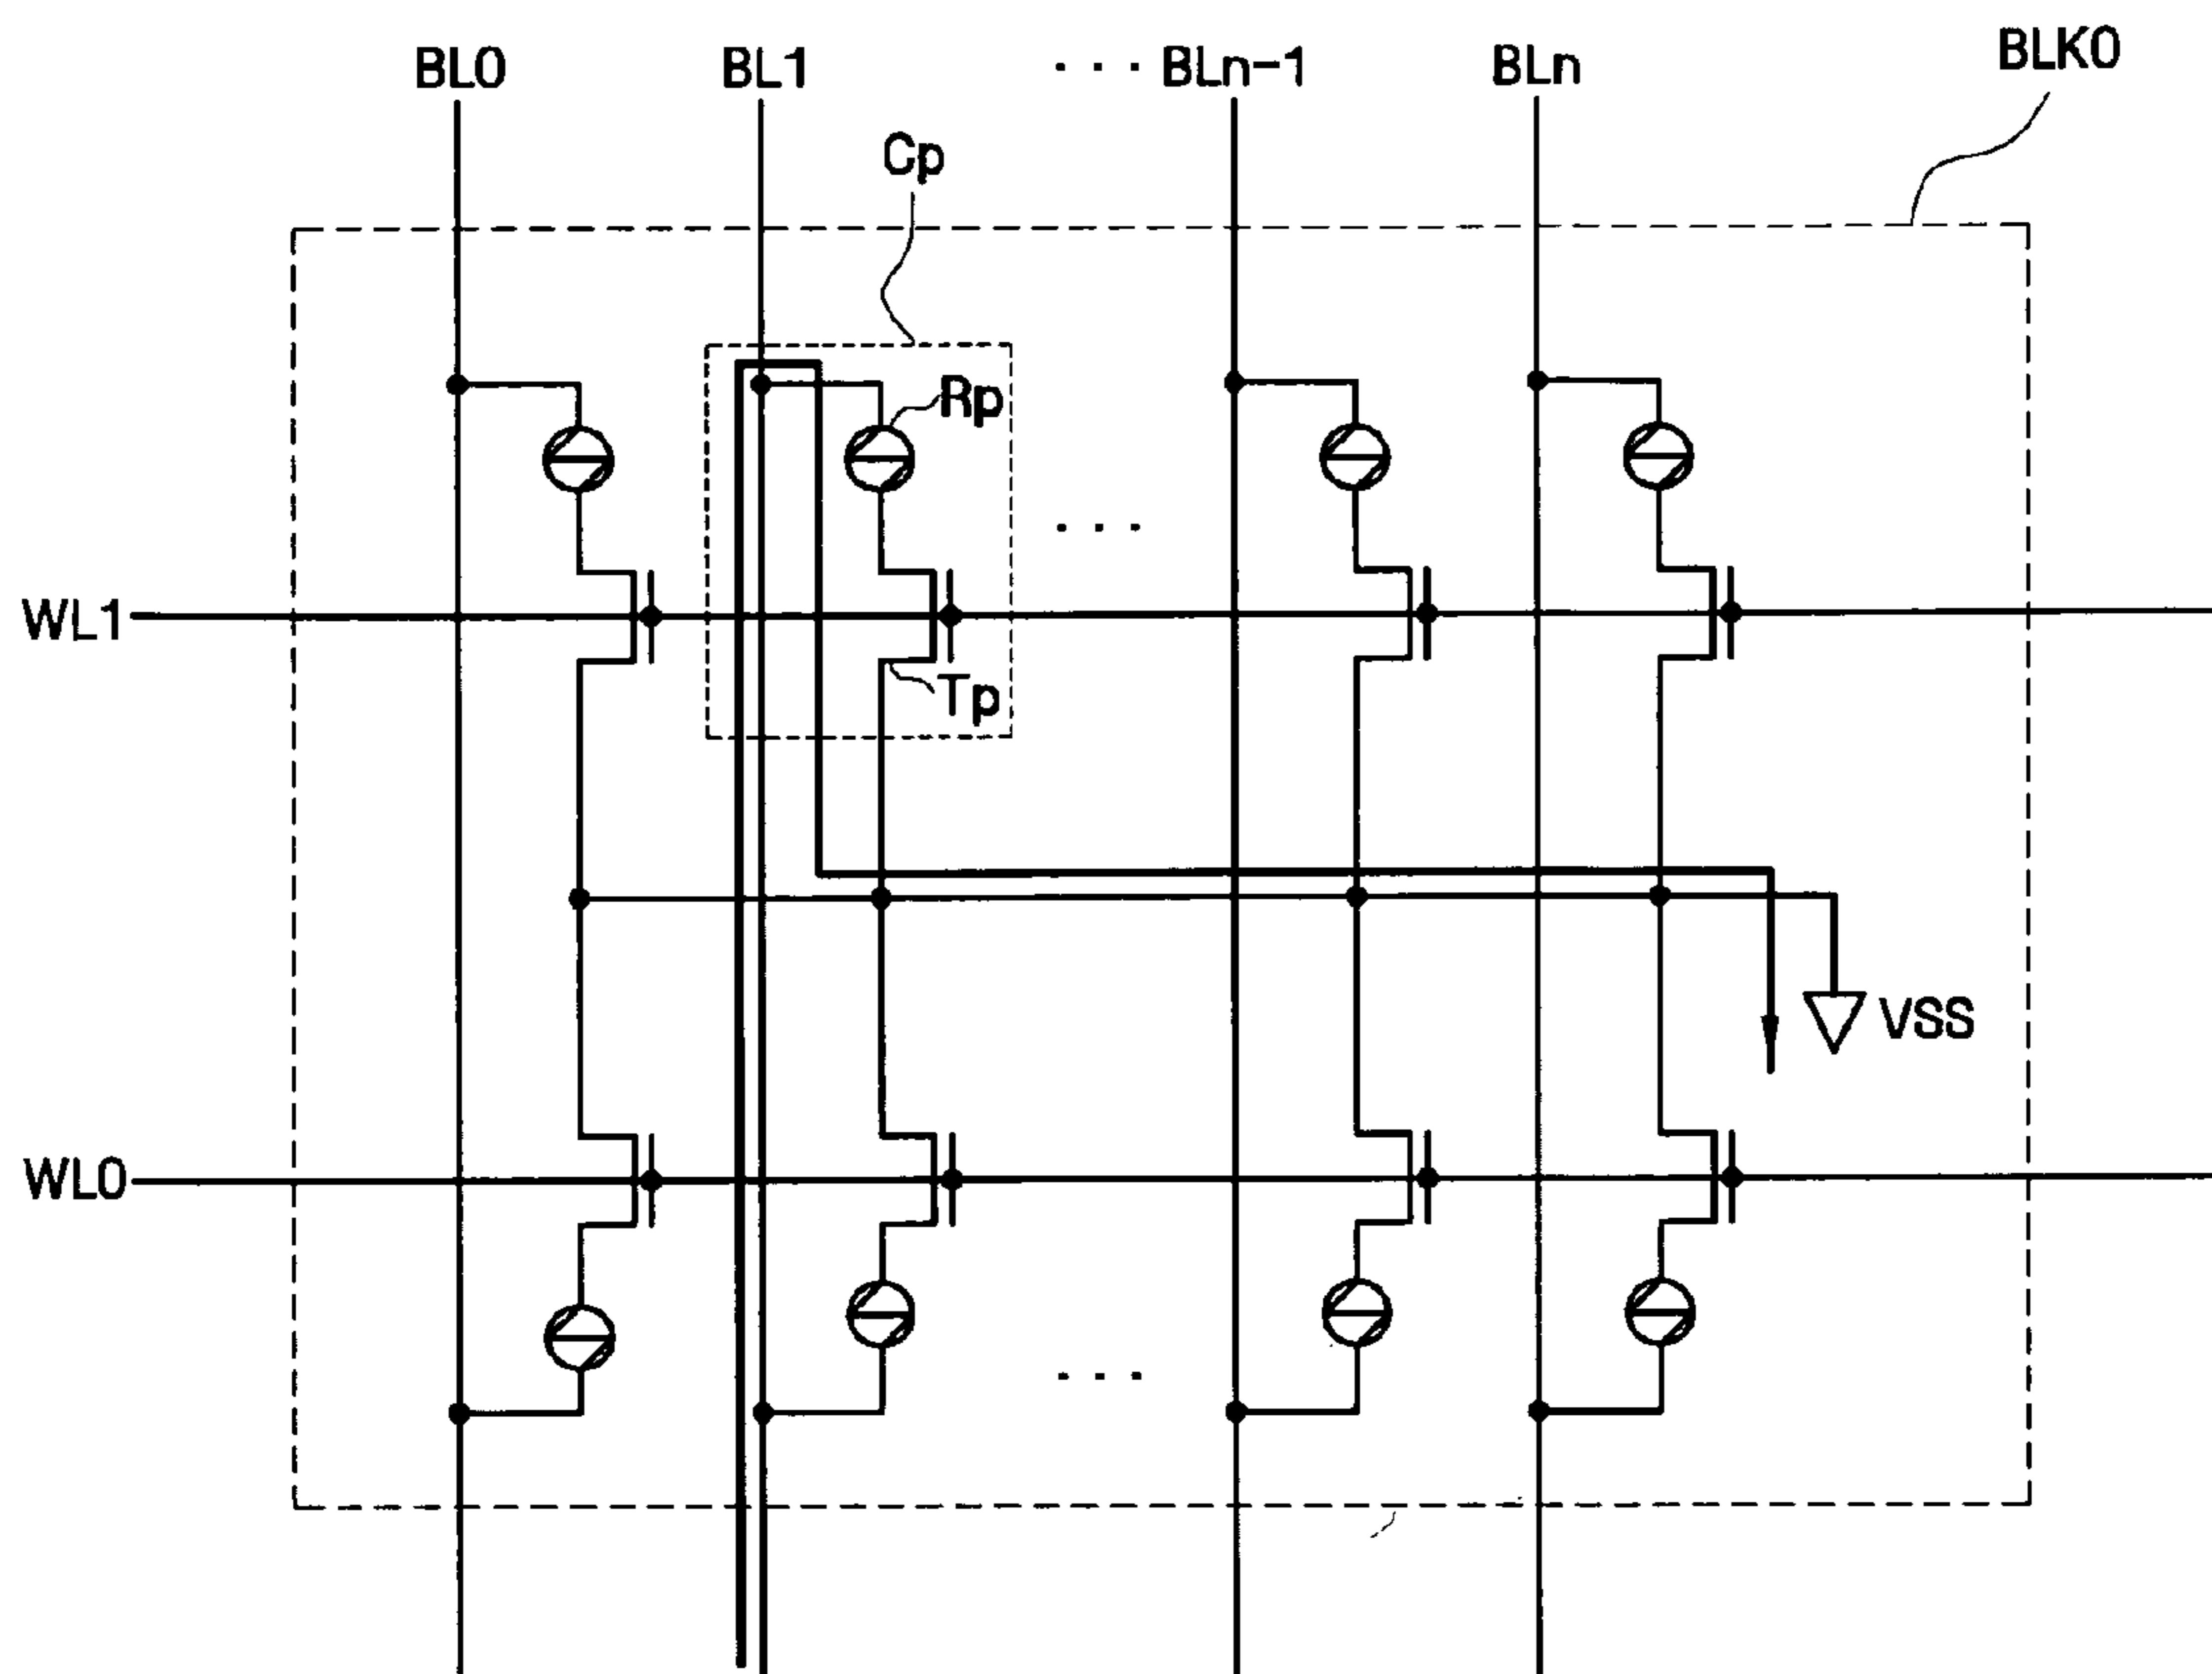 BL0 BL1 ··· BLn-1 BLn BLK0
Cp
Rp
···
WL1
Tp
VSS
WL0
···